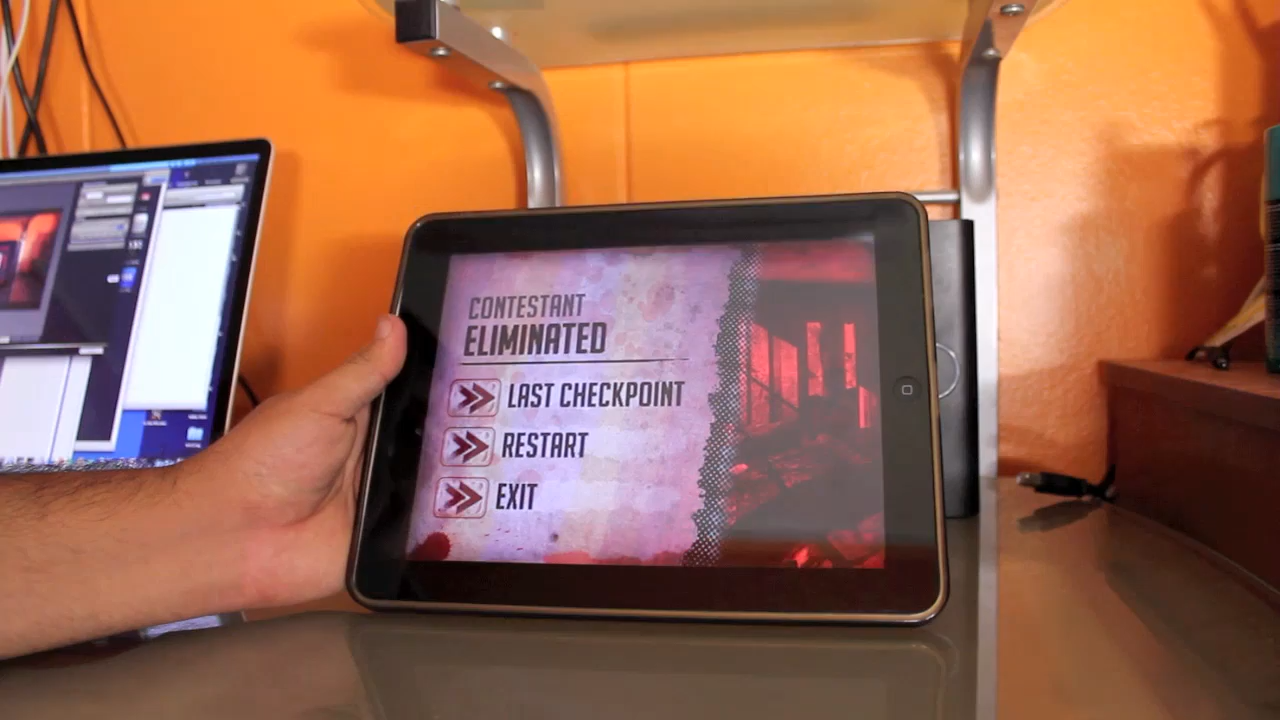 CONTESTANT
ELIMINATED
LAST CHECKPOINT
RESTART
EXIT